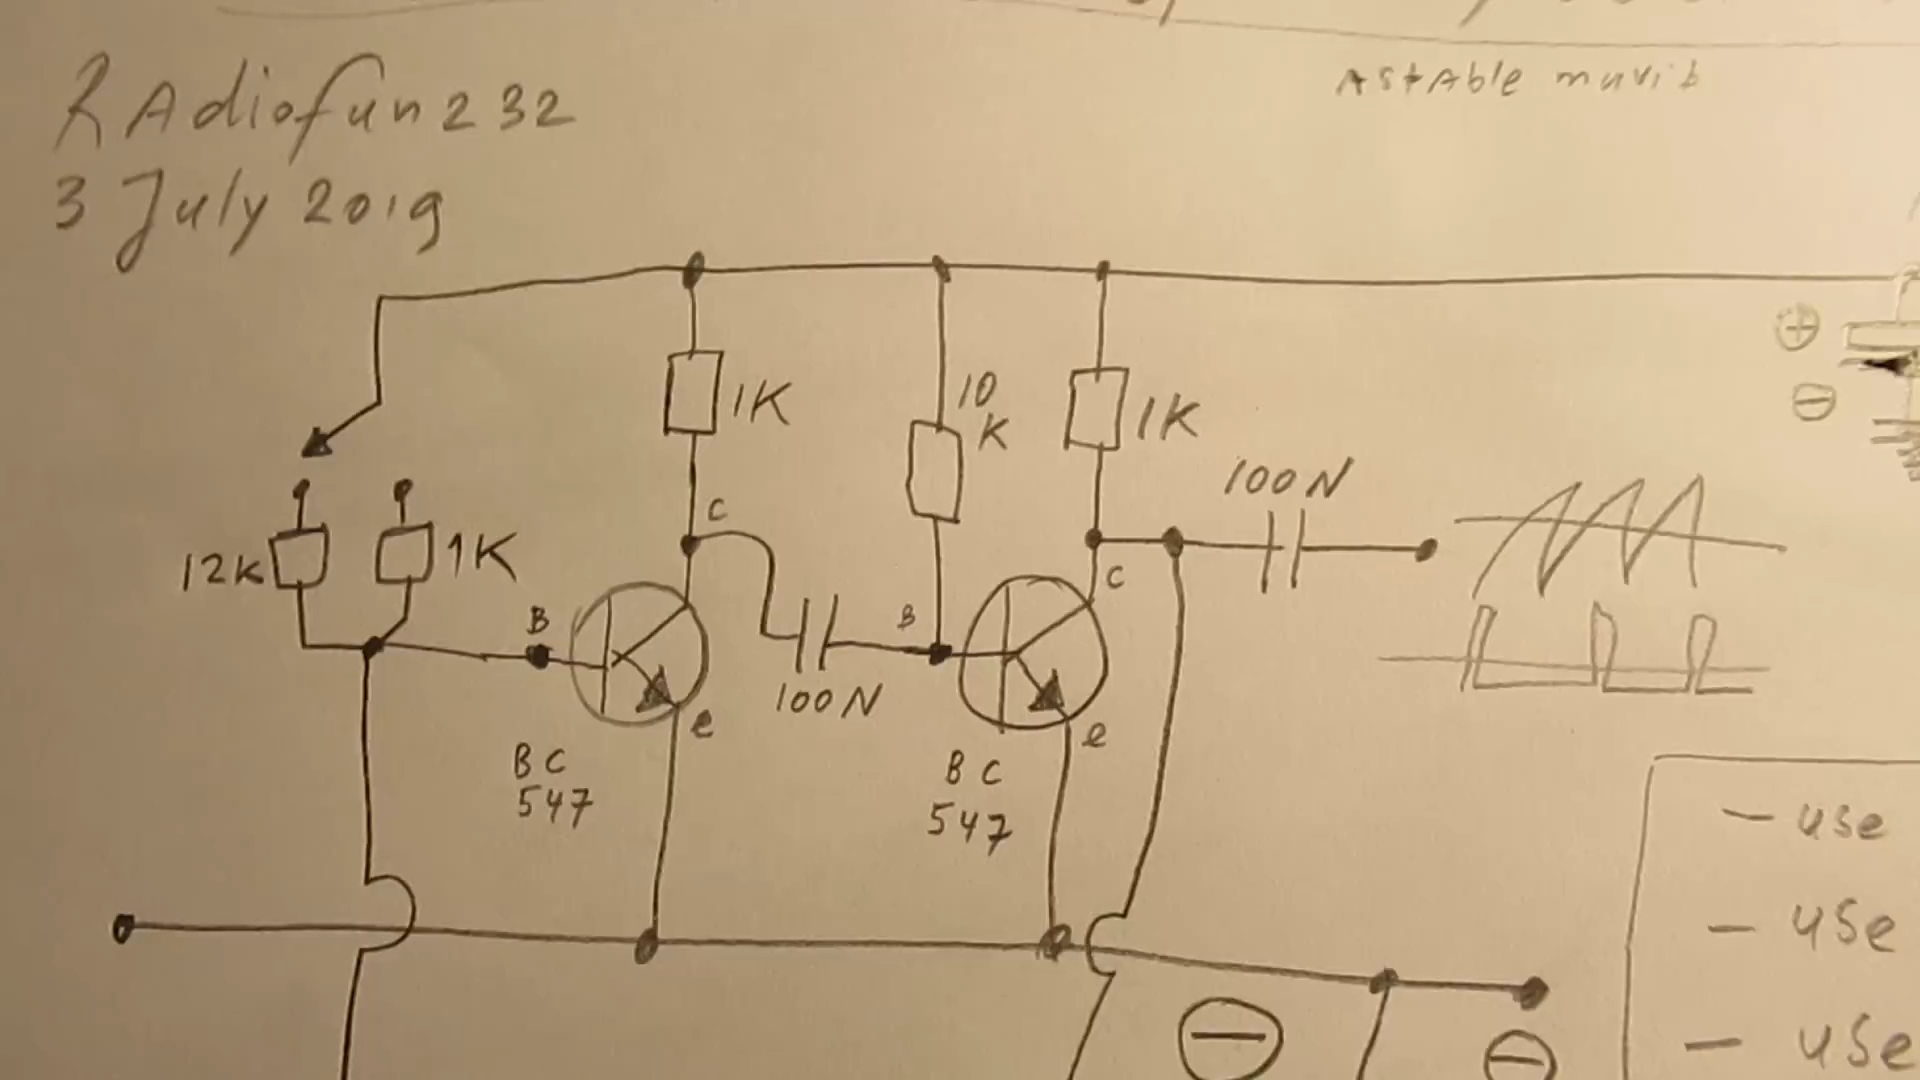 RAdiofun232
3 July 2019
AStAble muvib
1K
10
K
1K
100N
12K
1K
C
C
B
B
100N
e
e
BC
547
BC
547
+
-
- use
- use
- use
-
-